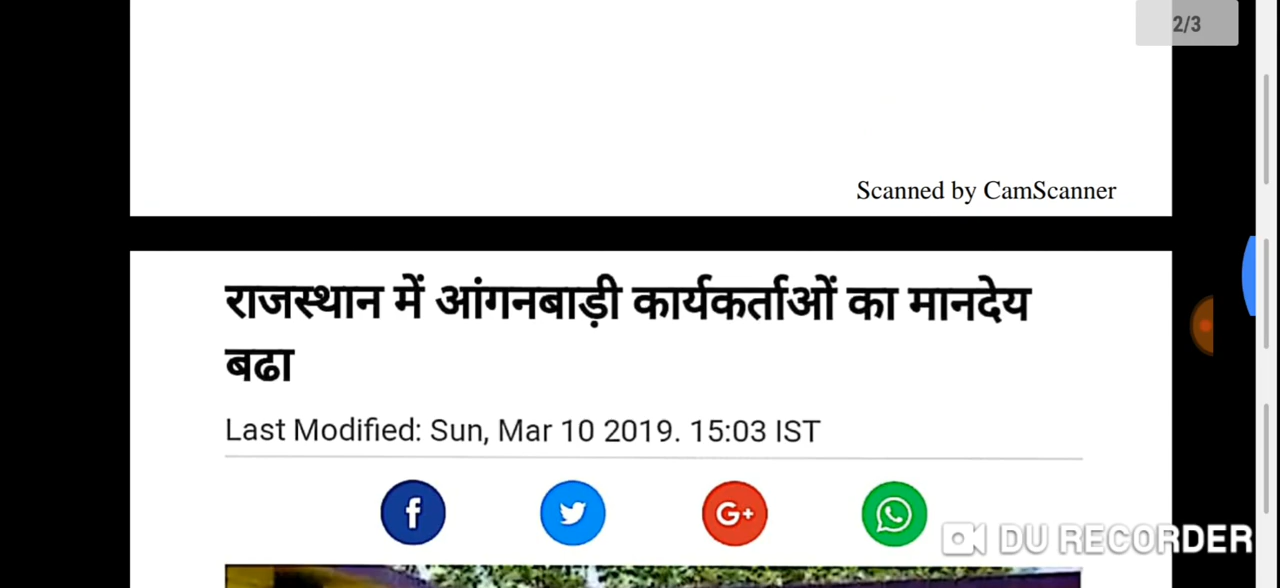 2/3
Scanned by CamScanner
राजस्थान में आंगनबाड़ी कार्यकर्ताओं का मानदेय
बढा
Last Modified: Sun, Mar 10 2019. 15:03 IST
f
G+
DU RECORDER